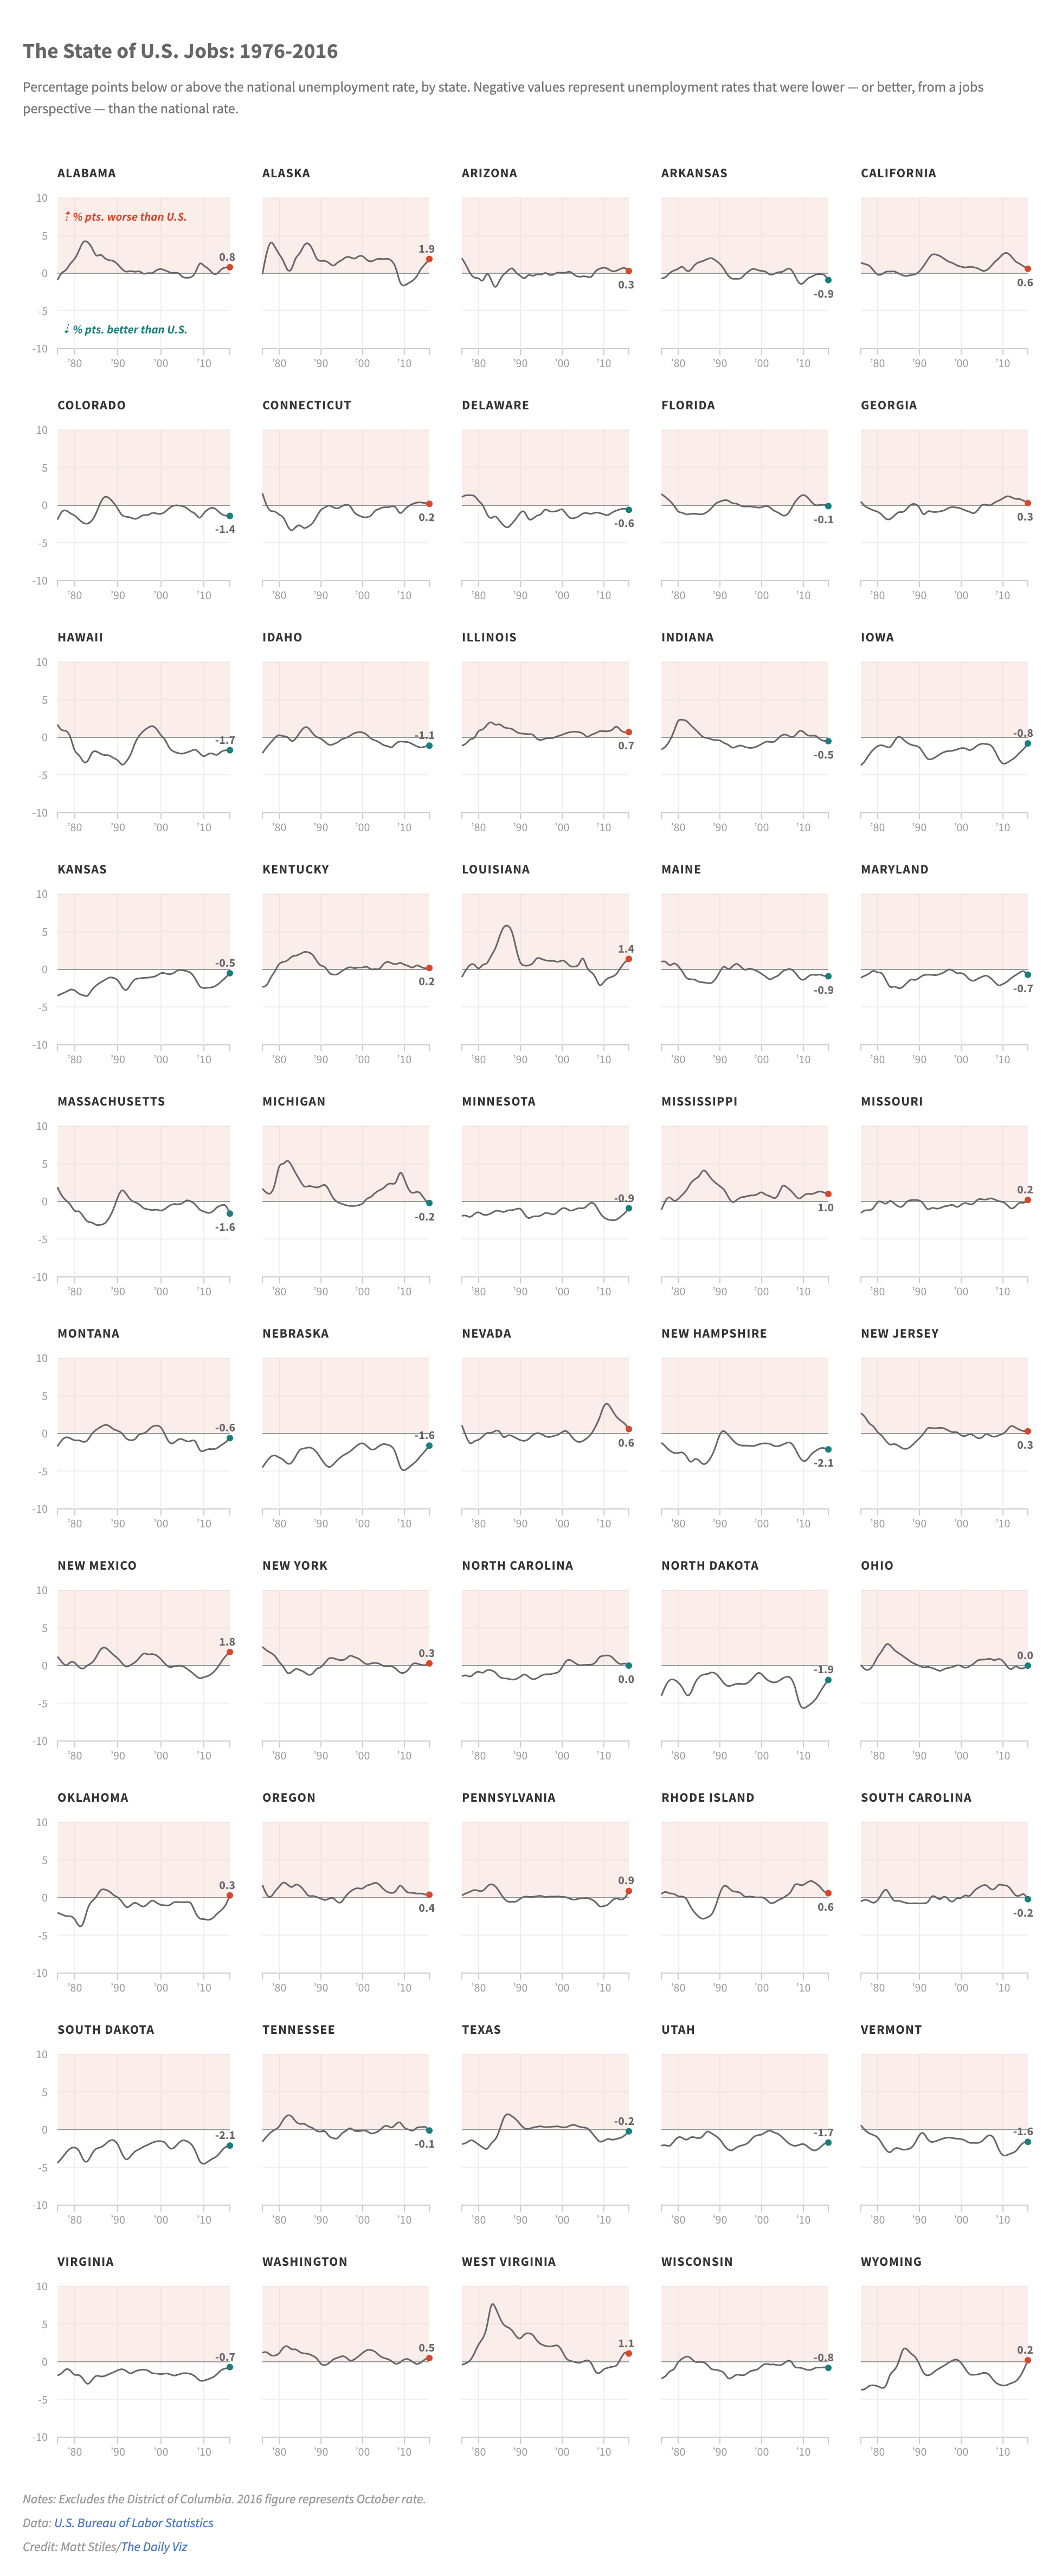 The State of U.S. Jobs: 1976-2016
Percentage points below or above the national unemployment rate, by state. Negative values represent unemployment rates that were lower — or better, from a jobs
perspective — than the national rate.
ALABAMA ALASKA ARIZONA ARKANSAS CALIFORNIA
10
⇡ % pts. worse than U.S.
5
0.8 1.9 0.3 -0.9 0.6
0
-5
⇣ % pts. better than U.S.
-10
'80 '90 '00 '10 '80 '90 '00 '10 '80 '90 '00 '10 '80 '90 '00 '10 '80 '90 '00 '10
COLORADO CONNECTICUT DELAWARE FLORIDA GEORGIA
10
5
0
-1.4 0.2 -0.6 -0.1 0.3
-5
-10
'80 '90 '00 '10 '80 '90 '00 '10 '80 '90 '00 '10 '80 '90 '00 '10 '80 '90 '00 '10
HAWAII IDAHO ILLINOIS INDIANA IOWA
10
5
0
-1.7 -1.1 0.7 -0.5 -0.8
-5
-10
'80 '90 '00 '10 '80 '90 '00 '10 '80 '90 '00 '10 '80 '90 '00 '10 '80 '90 '00 '10
KANSAS KENTUCKY LOUISIANA MAINE MARYLAND
10
5
-0.5 0.2 1.4 -0.9 -0.7
0
-5
-10
'80 '90 '00 '10 '80 '90 '00 '10 '80 '90 '00 '10 '80 '90 '00 '10 '80 '90 '00 '10
MASSACHUSETTS MICHIGAN MINNESOTA MISSISSIPPI MISSOURI
10
5
0
-1.6 -0.2 -0.9 1.0 0.2
-5
-10
'80 '90 '00 '10 '80 '90 '00 '10 '80 '90 '00 '10 '80 '90 '00 '10 '80 '90 '00 '10
MONTANA NEBRASKA NEVADA NEW HAMPSHIRE NEW JERSEY
10
5
-0.6 -1.6 0.6 -2.1 0.3
0
-5
-10
'80 '90 '00 '10 '80 '90 '00 '10 '80 '90 '00 '10 '80 '90 '00 '10 '80 '90 '00 '10
NEW MEXICO NEW YORK NORTH CAROLINA NORTH DAKOTA OHIO
10
5
1.8 0.3 0.0 -1.9 0.0
0
-5
-10
'80 '90 '00 '10 '80 '90 '00 '10 '80 '90 '00 '10 '80 '90 '00 '10 '80 '90 '00 '10
OKLAHOMA OREGON PENNSYLVANIA RHODE ISLAND SOUTH CAROLINA
10
5
0.3 0.4 0.9 0.6 -0.2
0
-5
-10
'80 '90 '00 '10 '80 '90 '00 '10 '80 '90 '00 '10 '80 '90 '00 '10 '80 '90 '00 '10
SOUTH DAKOTA TENNESSEE TEXAS UTAH VERMONT
10
5
0
-2.1 -0.1 -0.2 -1.7 -1.6
-5
-10
'80 '90 '00 '10 '80 '90 '00 '10 '80 '90 '00 '10 '80 '90 '00 '10 '80 '90 '00 '10
VIRGINIA WASHINGTON WEST VIRGINIA WISCONSIN WYOMING
10
5
-0.7 0.5 1.1 -0.8 0.2
0
-5
-10
'80 '90 '00 '10 '80 '90 '00 '10 '80 '90 '00 '10 '80 '90 '00 '10 '80 '90 '00 '10
Notes: Excludes the District of Columbia. 2016 figure represents October rate.
Data: U.S. Bureau of Labor Statistics
Credit: Matt Stiles/The Daily Viz